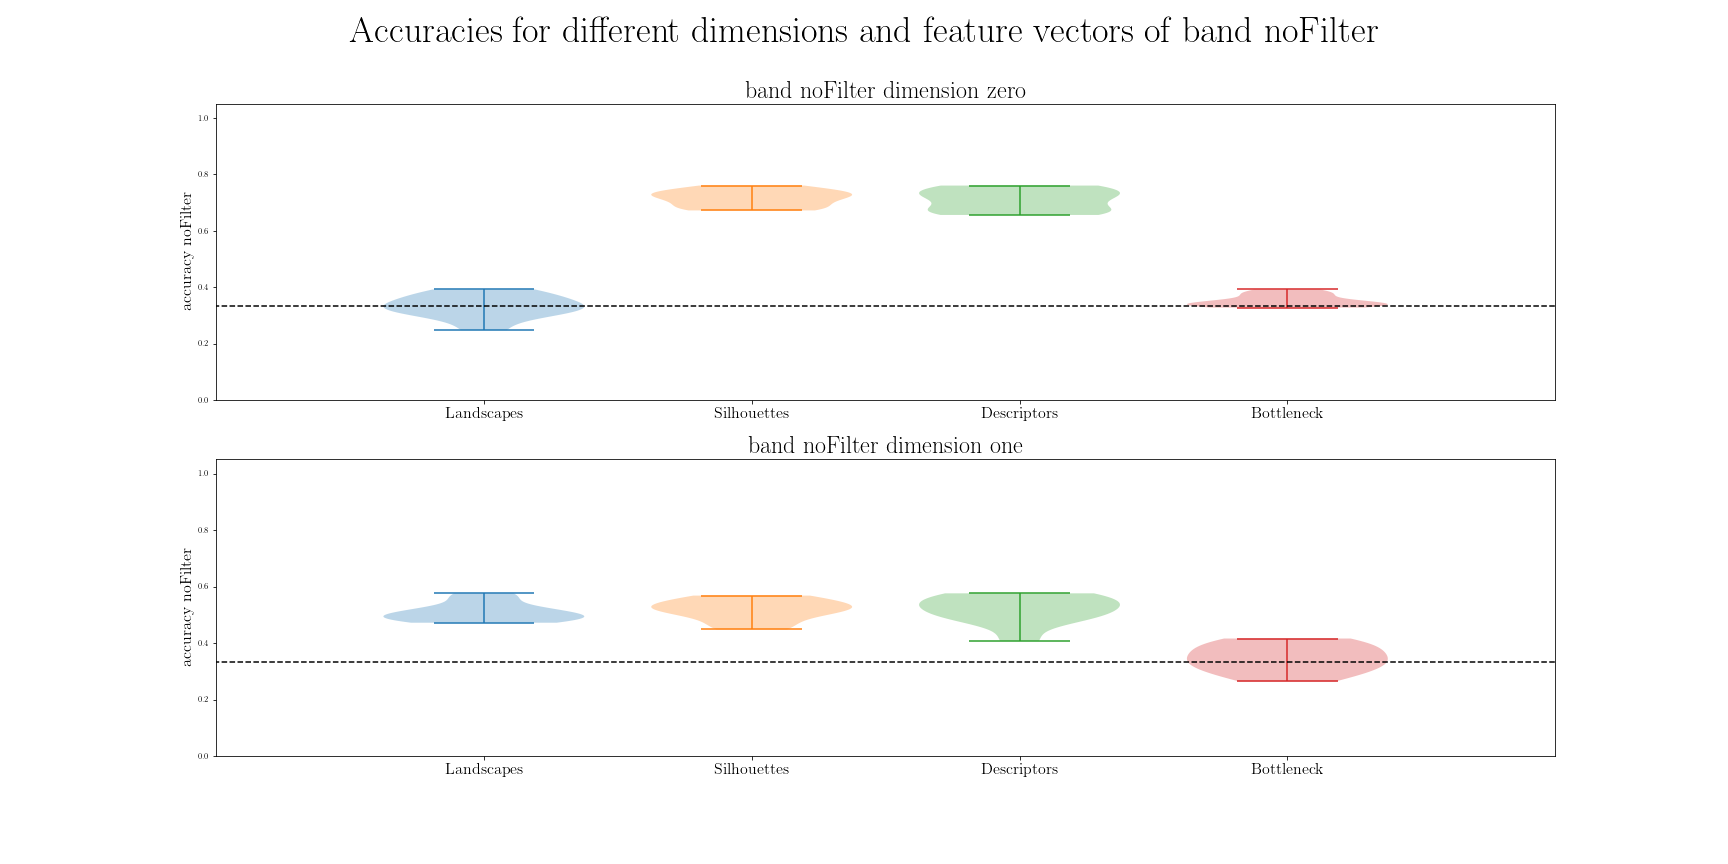 Accuracies for different dimensions and feature vectors of band noFilter
band noFilter dimension zero
accuracy noFilter
1.0
0.8
0.6
0.4
0.2
0.0
Landscapes Silhouettes Descriptors Bottleneck
band noFilter dimension one
accuracy noFilter
1.0
0.8
0.6
0.4
0.2
0.0
Landscapes Silhouettes Descriptors Bottleneck